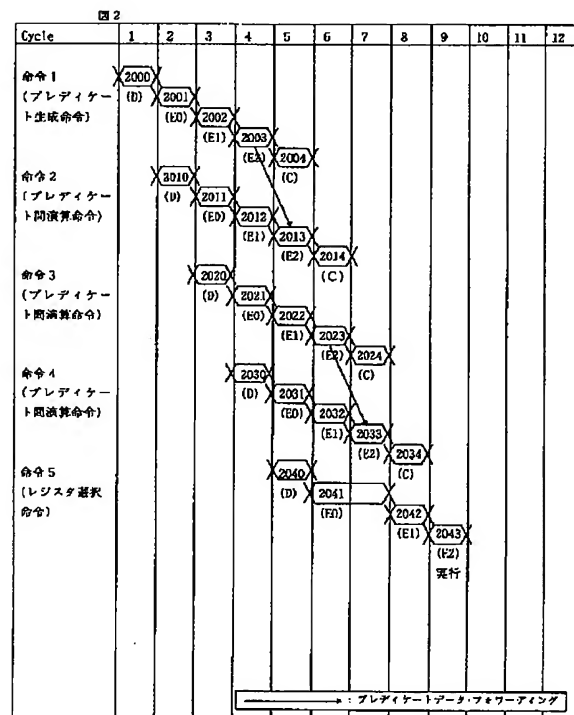 図2
Cycle 1 2 3 4 5 6 7 8 9 10 11 12
命令1
(プレディケー
ト生成命令)
2000
(D)
2001
(E0)
2002
(E1)
2003
(E2)
2004
(C)
命令2
(プレディケー
ト間演算命令)
2010
(D)
2011
(E0)
2012
(E1)
2013
(E2)
2014
(C)
命令3
(プレディケー
ト間演算命令)
2020
(D)
2021
(E0)
2022
(E1)
2023
(E2)
2024
(C)
命令4
(プレディケー
ト間演算命令)
2030
(D)
2031
(E0)
2032
(E1)
2033
(E2)
2034
(C)
命令5
(レジスタ選択
命令)
2040
(D)
2041
(E0)
2042
(E1)
2043
(E2)
実行
:プレディケートデータ・フォワーディング